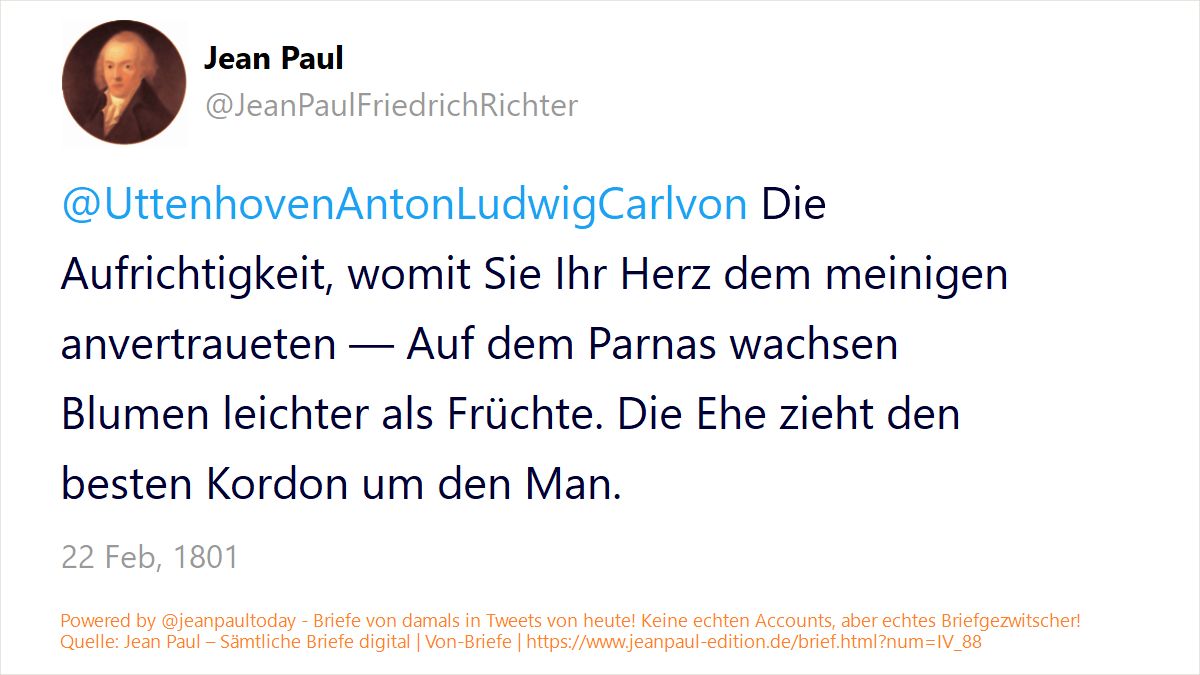 Jean Paul
@JeanPaulFriedrichRichter
@UttenhovenAntonLudwigCarlvon Die
Aufrichtigkeit, womit Sie Ihr Herz dem meinigen
anvertraueten — Auf dem Parnas wachsen
Blumen leichter als Früchte. Die Ehe zieht den
besten Kordon um den Man.
22 Feb, 1801
Powered by @jeanpaultoday - Briefe von damals in Tweets von heute! Keine echten Accounts, aber echtes Briefgezwitscher!
Quelle: Jean Paul – Sämtliche Briefe digital | Von-Briefe | https://www.jeanpaul-edition.de/brief.html?num=IV_88